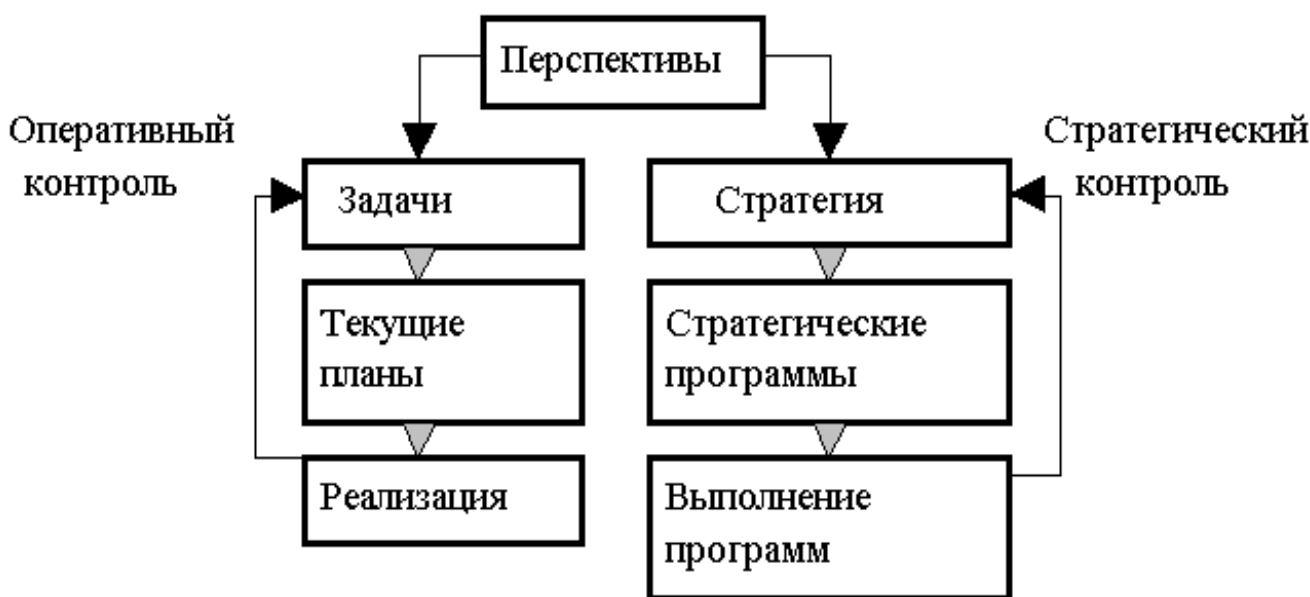 Перспективы
Оперативный
контроль
Стратегический
контроль
Задачи
Стратегия
Текущие
планы
Стратегические
программы
Реализация
Выполнение
программ